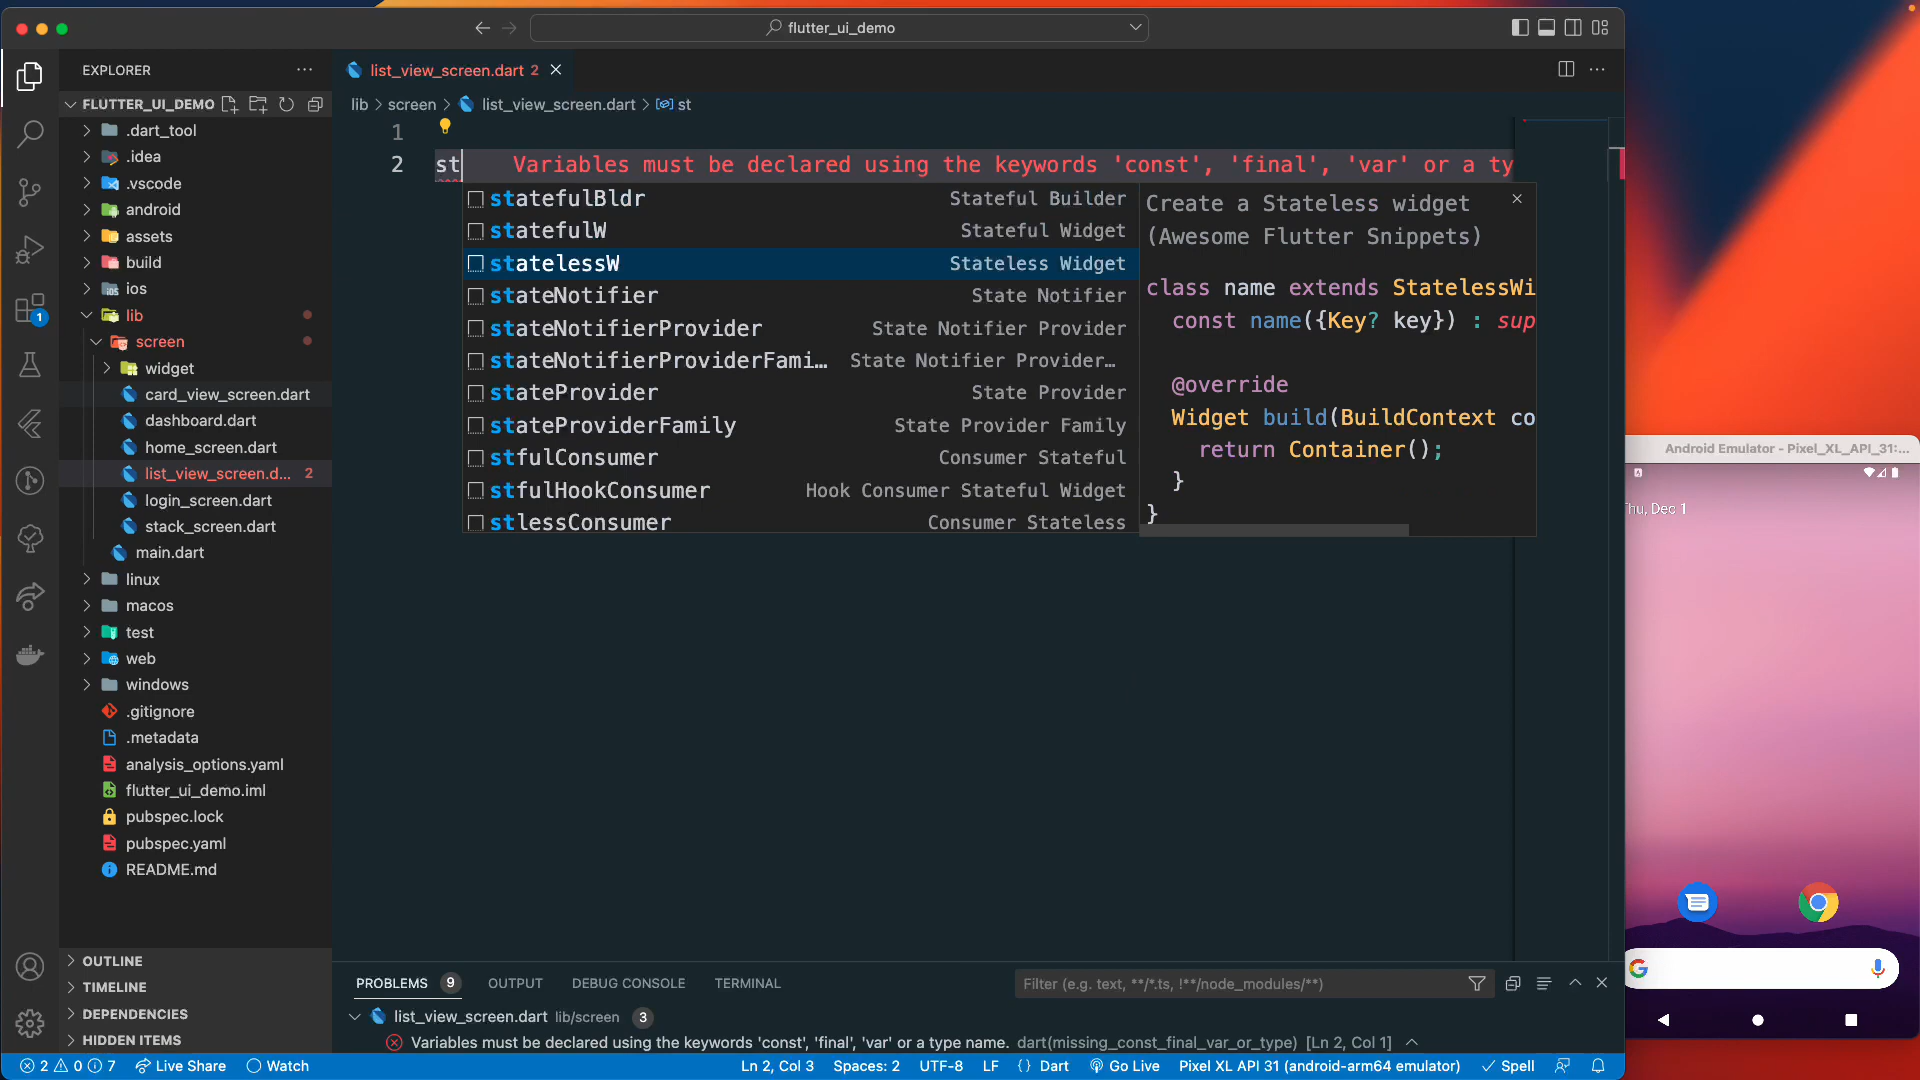 flutter_ui_demo
EXPLORER
list_view_screen.dart 2
FLUTTER_UI_DEMO
lib > screen > list_view_screen.dart > st
.dart_tool
.idea
.vscode
android
assets
build
ios
lib
screen
widget
card_view_screen.dart
dashboard.dart
home_screen.dart
list_view_screen.d... 2
login_screen.dart
stack_screen.dart
main.dart
linux
macos
test
web
windows
.gitignore
.metadata
analysis_options.yaml
flutter_ui_demo.iml
pubspec.lock
pubspec.yaml
README.md
OUTLINE
TIMELINE
DEPENDENCIES
HIDDEN ITEMS
1
1
2 st Variables must be declared using the keywords 'const', 'final', 'var' or a ty
statefulBldr Stateful Builder
statefulW Stateful Widget
statelessW Stateless Widget
stateNotifier State Notifier
stateNotifierProvider State Notifier Provider
stateNotifierProviderFami... State Notifier Provider...
stateProvider State Provider
stateProviderFamily State Provider Family
stfulConsumer Consumer Stateful
stfulHookConsumer Hook Consumer Stateful Widget
stlessConsumer Consumer Stateless
Create a Stateless widget
(Awesome Flutter Snippets)
class name extends StatelessWi
const name({Key? key}) : sup
@override
Widget build(BuildContext co
return Container();
}
}
PROBLEMS 9 OUTPUT DEBUG CONSOLE TERMINAL
Filter (e.g. text, **/*.ts, !**/node_modules/**)
list_view_screen.dart lib/screen 3
Variables must be declared using the keywords 'const', 'final', 'var' or a type name. dart(missing_const_final_var_or_type) [Ln 2, Col 1]
2 0 7 Live Share Watch Ln 2, Col 3 Spaces: 2 UTF-8 LF {} Dart Go Live Pixel XL API 31 (android-arm64 emulator) Spell
Android Emulator - Pixel_XL_API_31:...
Thu, Dec 1